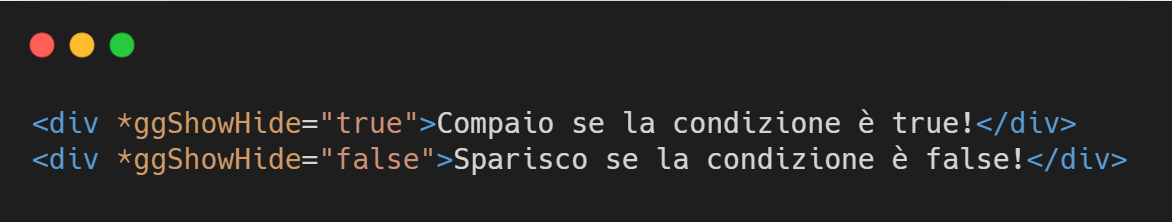 <div *ggShowHide="true">Compaio se la condizione è true!</div>
<div *ggShowHide="false">Sparisco se la condizione è false!</div>